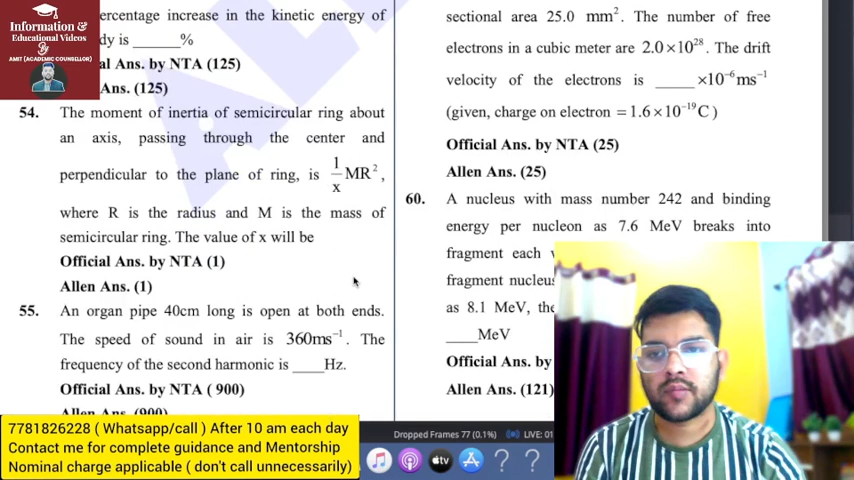 Information &
Educational Videos
By
AMIT (ACADEMIC COUNSELLOR)
ercentage increase in the kinetic energy of
dy is ______%
al Ans. by NTA (125)
Ans. (125)
54. The moment of inertia of semicircular ring about
an axis, passing through the center and
perpendicular to the plane of ring, is 1/x MR²,
where R is the radius and M is the mass of
semicircular ring. The value of x will be
Official Ans. by NTA (1)
Allen Ans. (1)
55. An organ pipe 40cm long is open at both ends.
The speed of sound in air is 360ms⁻¹. The
frequency of the second harmonic is ____Hz.
Official Ans. by NTA ( 900)
Allen Ans. (900)
7781826228 ( Whatsapp/call ) After 10 am each day
Contact me for complete guidance and Mentorship
Nominal charge applicable ( don't call unnecessarily)
sectional area 25.0 mm². The number of free
electrons in a cubic meter are 2.0×10²⁸. The drift
velocity of the electrons is _____ ×10⁻⁶ms⁻¹
(given, charge on electron = 1.6×10⁻¹⁹C )
Official Ans. by NTA (25)
Allen Ans. (25)
60. A nucleus with mass number 242 and binding
energy per nucleon as 7.6 MeV breaks into
fragment each
fragment nucleus
as 8.1 MeV, the
____MeV
Official Ans. by
Allen Ans. (121)
Dropped Frames 77 (0.1%) LIVE: 01
tv